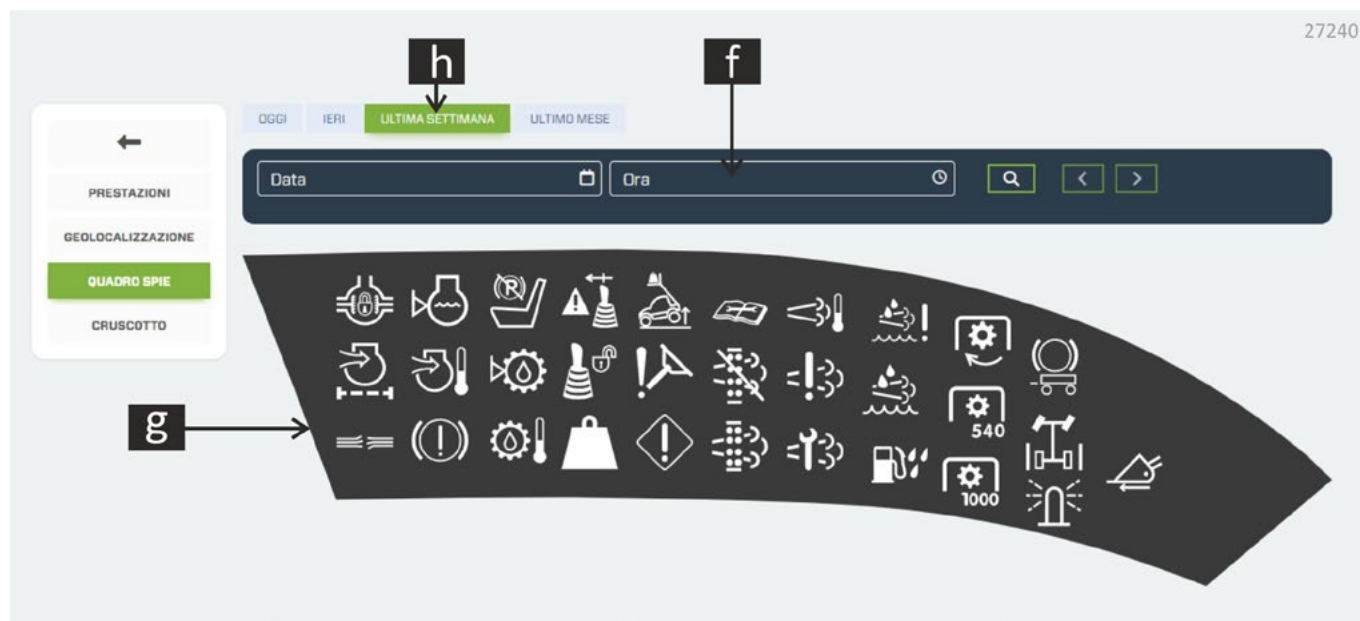 27240
h
f
OGGI IERI ULTIMA SETTIMANA ULTIMO MESE
Data Ora
PRESTAZIONI
GEOLOCALIZZAZIONE
QUADRO SPIE
CRUSCOTTO
P
540
g
1000